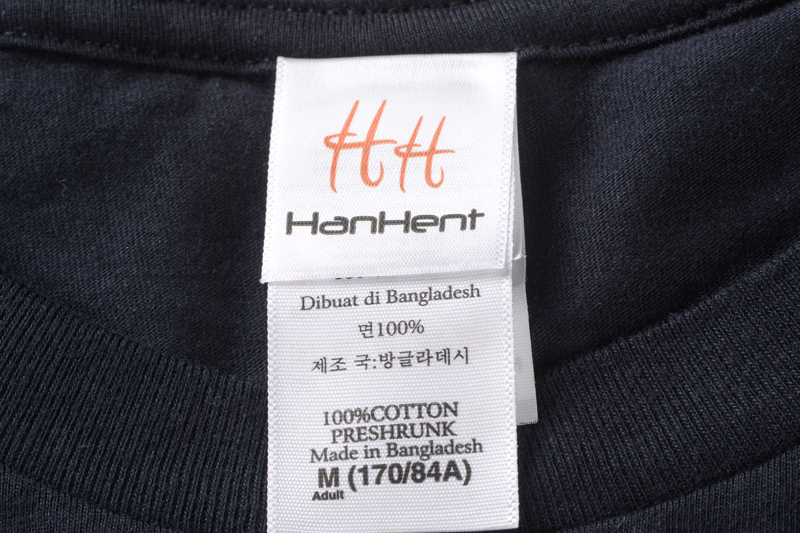 HH
HanHent
Dibuat di Bangladesh
면100%
제조 국:방글라데시
100%COTTON
PRESHRUNK
Made in Bangladesh
M (170/84A)
Adult